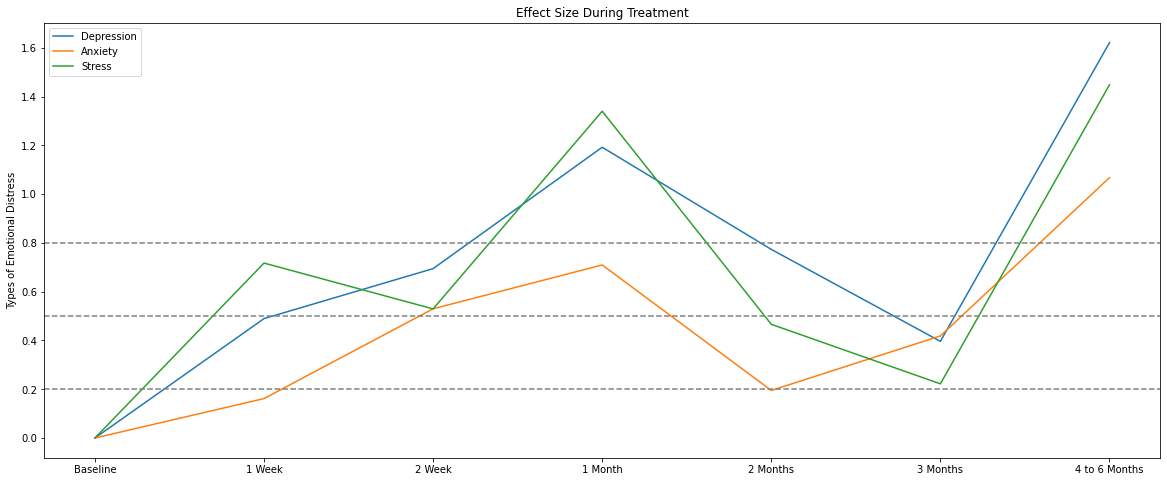 Effect Size During Treatment
Depression
Anxiety
Stress
Types of Emotional Distress
1.6
1.4
1.2
1.0
0.8
0.6
0.4
0.2
0.0
Baseline
1 Week
2 Week
1 Month
2 Months
3 Months
4 to 6 Months